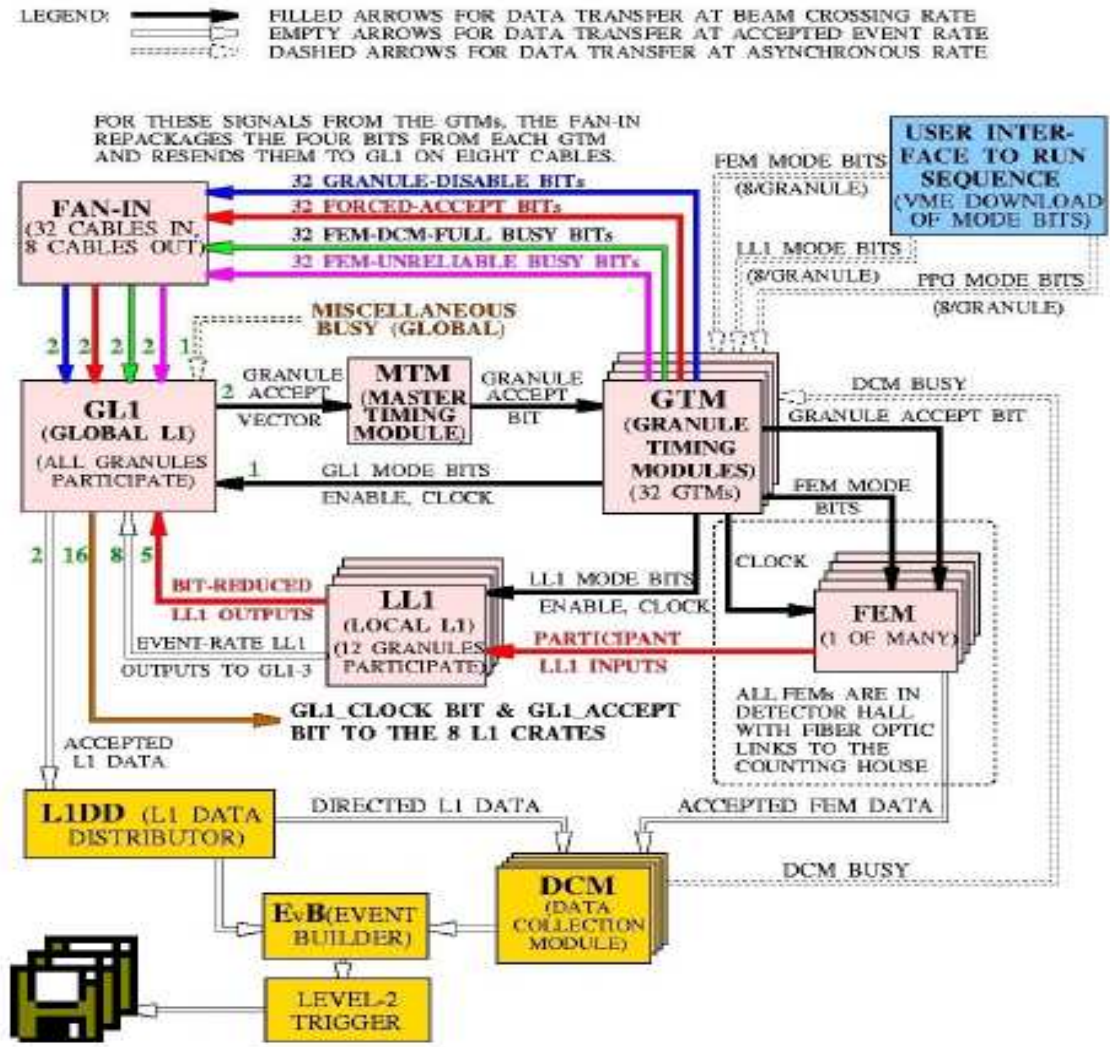 LEGEND:
FILLED ARROWS FOR DATA TRANSFER AT BEAM CROSSING RATE
EMPTY ARROWS FOR DATA TRANSFER AT ACCEPTED EVENT RATE
DASHED ARROWS FOR DATA TRANSFER AT ASYNCHRONOUS RATE
FOR THESE SIGNALS FROM THE GTMs, THE FAN-IN
REPACKAGES THE FOUR BITS FROM EACH GTM
AND RESENDS THEM TO GL1 ON EIGHT CABLES.
USER INTER-
FACE TO RUN
SEQUENCE
(VME DOWNLOAD
OF MODE BITS)
FEM MODE BITS
(8/GRANULE)
LL1 MODE BITS
(8/GRANULE)
PPG MODE BITS
(8/GRANULE)
FAN-IN
(32 CABLES IN,
8 CABLES OUT)
32 GRANULE-DISABLE BITs
32 FORCED-ACCEPT BITs
32 FEM-DCM-FULL BUSY BITs
32 FEM-UNRELIABLE BUSY BITs
MISCELLANEOUS
BUSY (GLOBAL)
2
2
2
2
1
GL1
(GLOBAL L1)
(ALL GRANULES
PARTICIPATE)
2
GRANULE
ACCEPT
VECTOR
MTM
(MASTER
TIMING
MODULE)
GRANULE
ACCEPT
BIT
GTM
(GRANULE
TIMING
MODULES)
(32 GTMs)
DCM BUSY
GRANULE ACCEPT BIT
1
GL1 MODE BITS
ENABLE, CLOCK
FEM MODE
BITS
CLOCK
2
16
8
5
BIT-REDUCED
LL1 OUTPUTS
EVENT-RATE LL1
OUTPUTS TO GL1-3
LL1
(LOCAL L1)
(12 GRANULES
PARTICIPATE)
LL1 MODE BITS
ENABLE, CLOCK
PARTICIPANT
LL1 INPUTS
FEM
(1 OF MANY)
ALL FEMs ARE IN
DETECTOR HALL
WITH FIBER OPTIC
LINKS TO THE
COUNTING HOUSE
GL1_CLOCK BIT & GL1_ACCEPT
BIT TO THE 8 L1 CRATES
ACCEPTED
L1 DATA
L1DD (L1 DATA
DISTRIBUTOR)
DIRECTED L1 DATA
ACCEPTED FEM DATA
DCM
(DATA
COLLECTION
MODULE)
DCM BUSY
EvB(EVENT
BUILDER)
LEVEL-2
TRIGGER